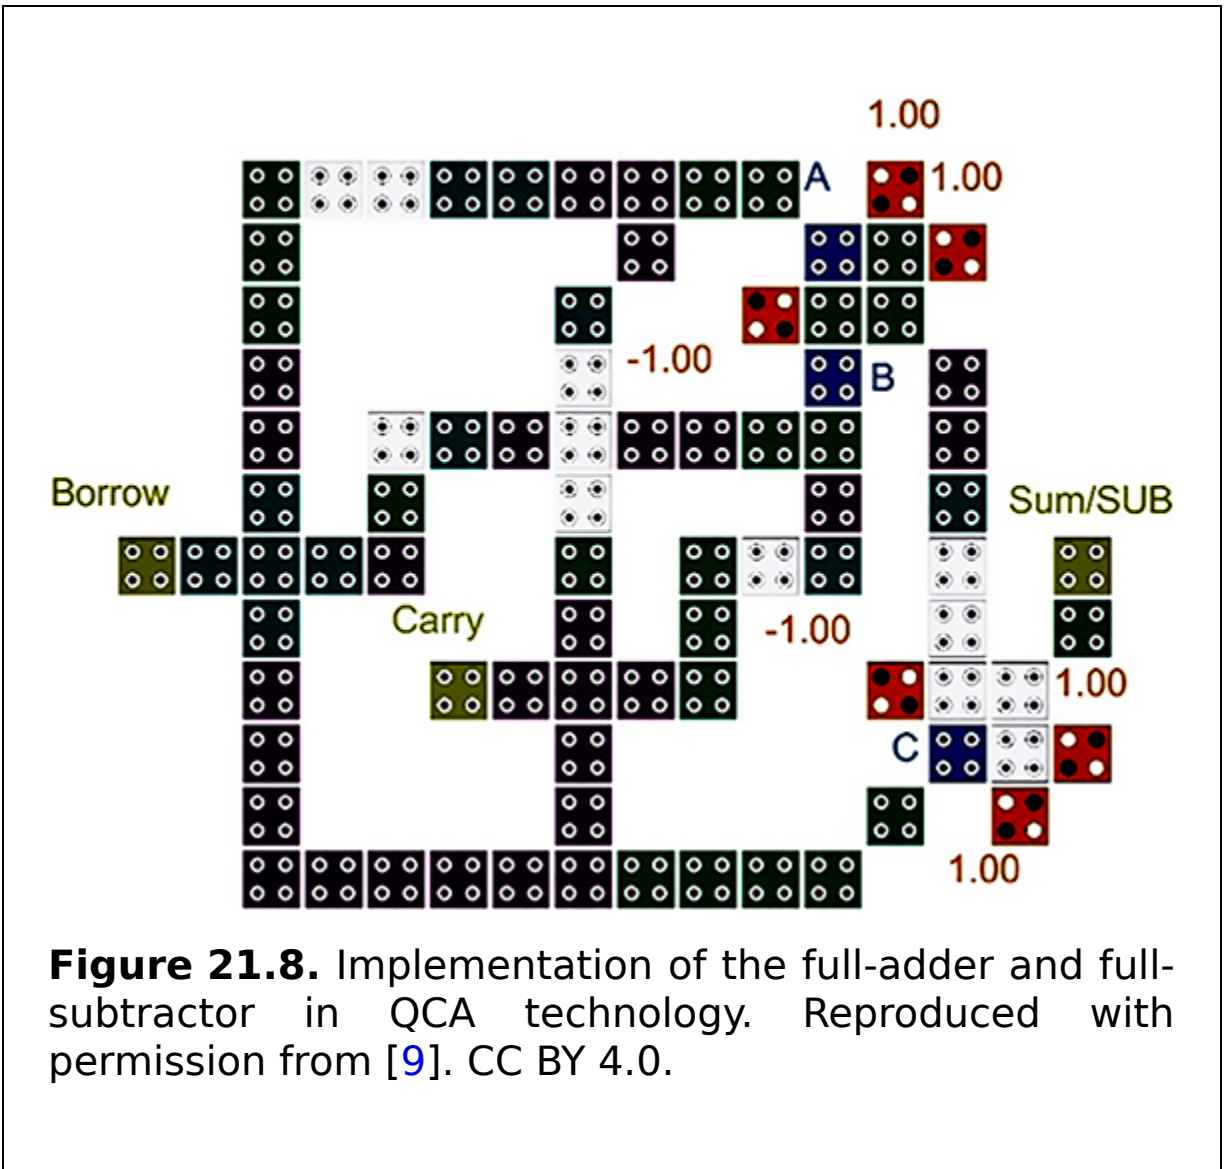 1.00
A
1.00
-1.00
B
Borrow
Sum/SUB
Carry
-1.00
1.00
C
1.00
Figure 21.8. Implementation of the full-adder and full-
subtractor in QCA technology. Reproduced with
permission from [9]. CC BY 4.0.